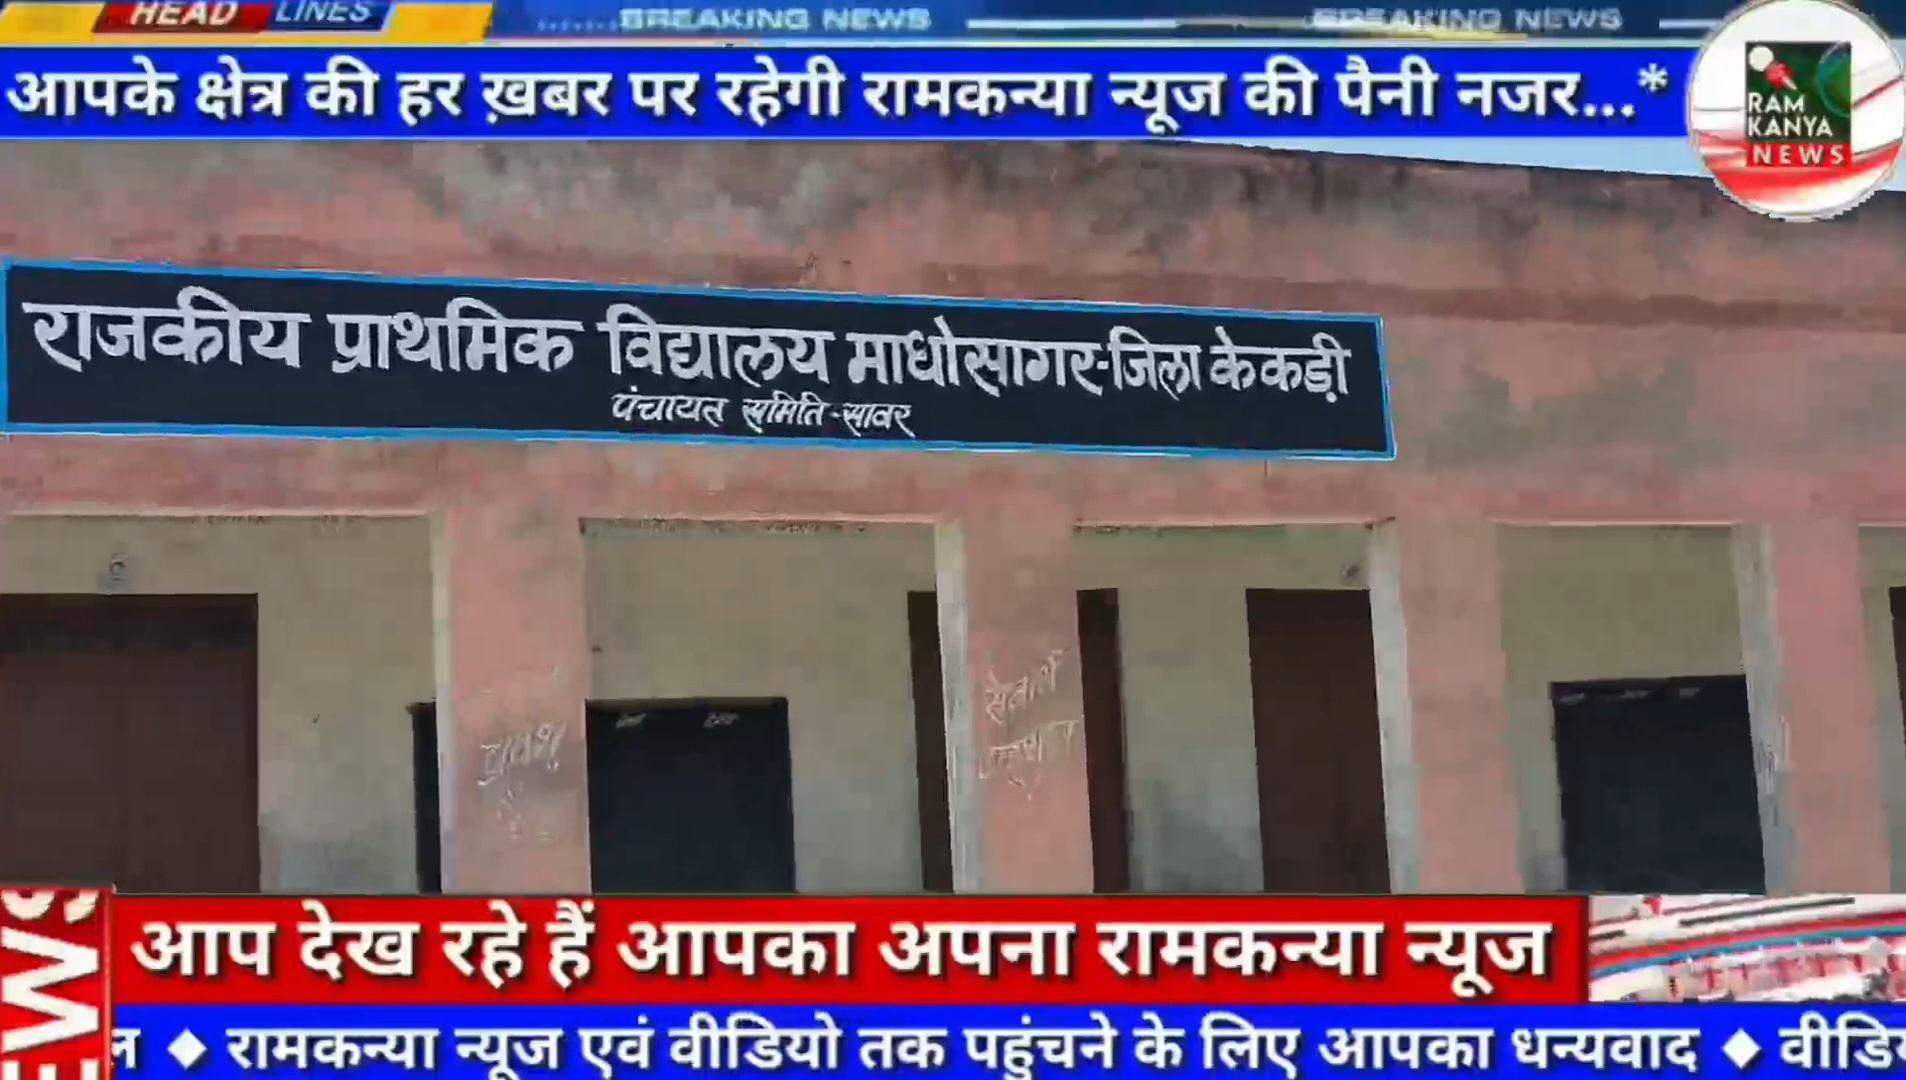 HEAD LINES
BREAKING NEWS
BREAKING NEWS
आपके क्षेत्र की हर ख़बर पर रहेगी रामकन्या न्यूज की पैनी नजर...*
RAM
KANYA
NEWS
राजकीय प्राथमिक विद्यालय माधोसागर-जिला केकड़ी
पंचायत समिति-सावर
आप देख रहे हैं आपका अपना रामकन्या न्यूज
ल ◆ रामकन्या न्यूज एवं वीडियो तक पहुंचने के लिए आपका धन्यवाद ◆